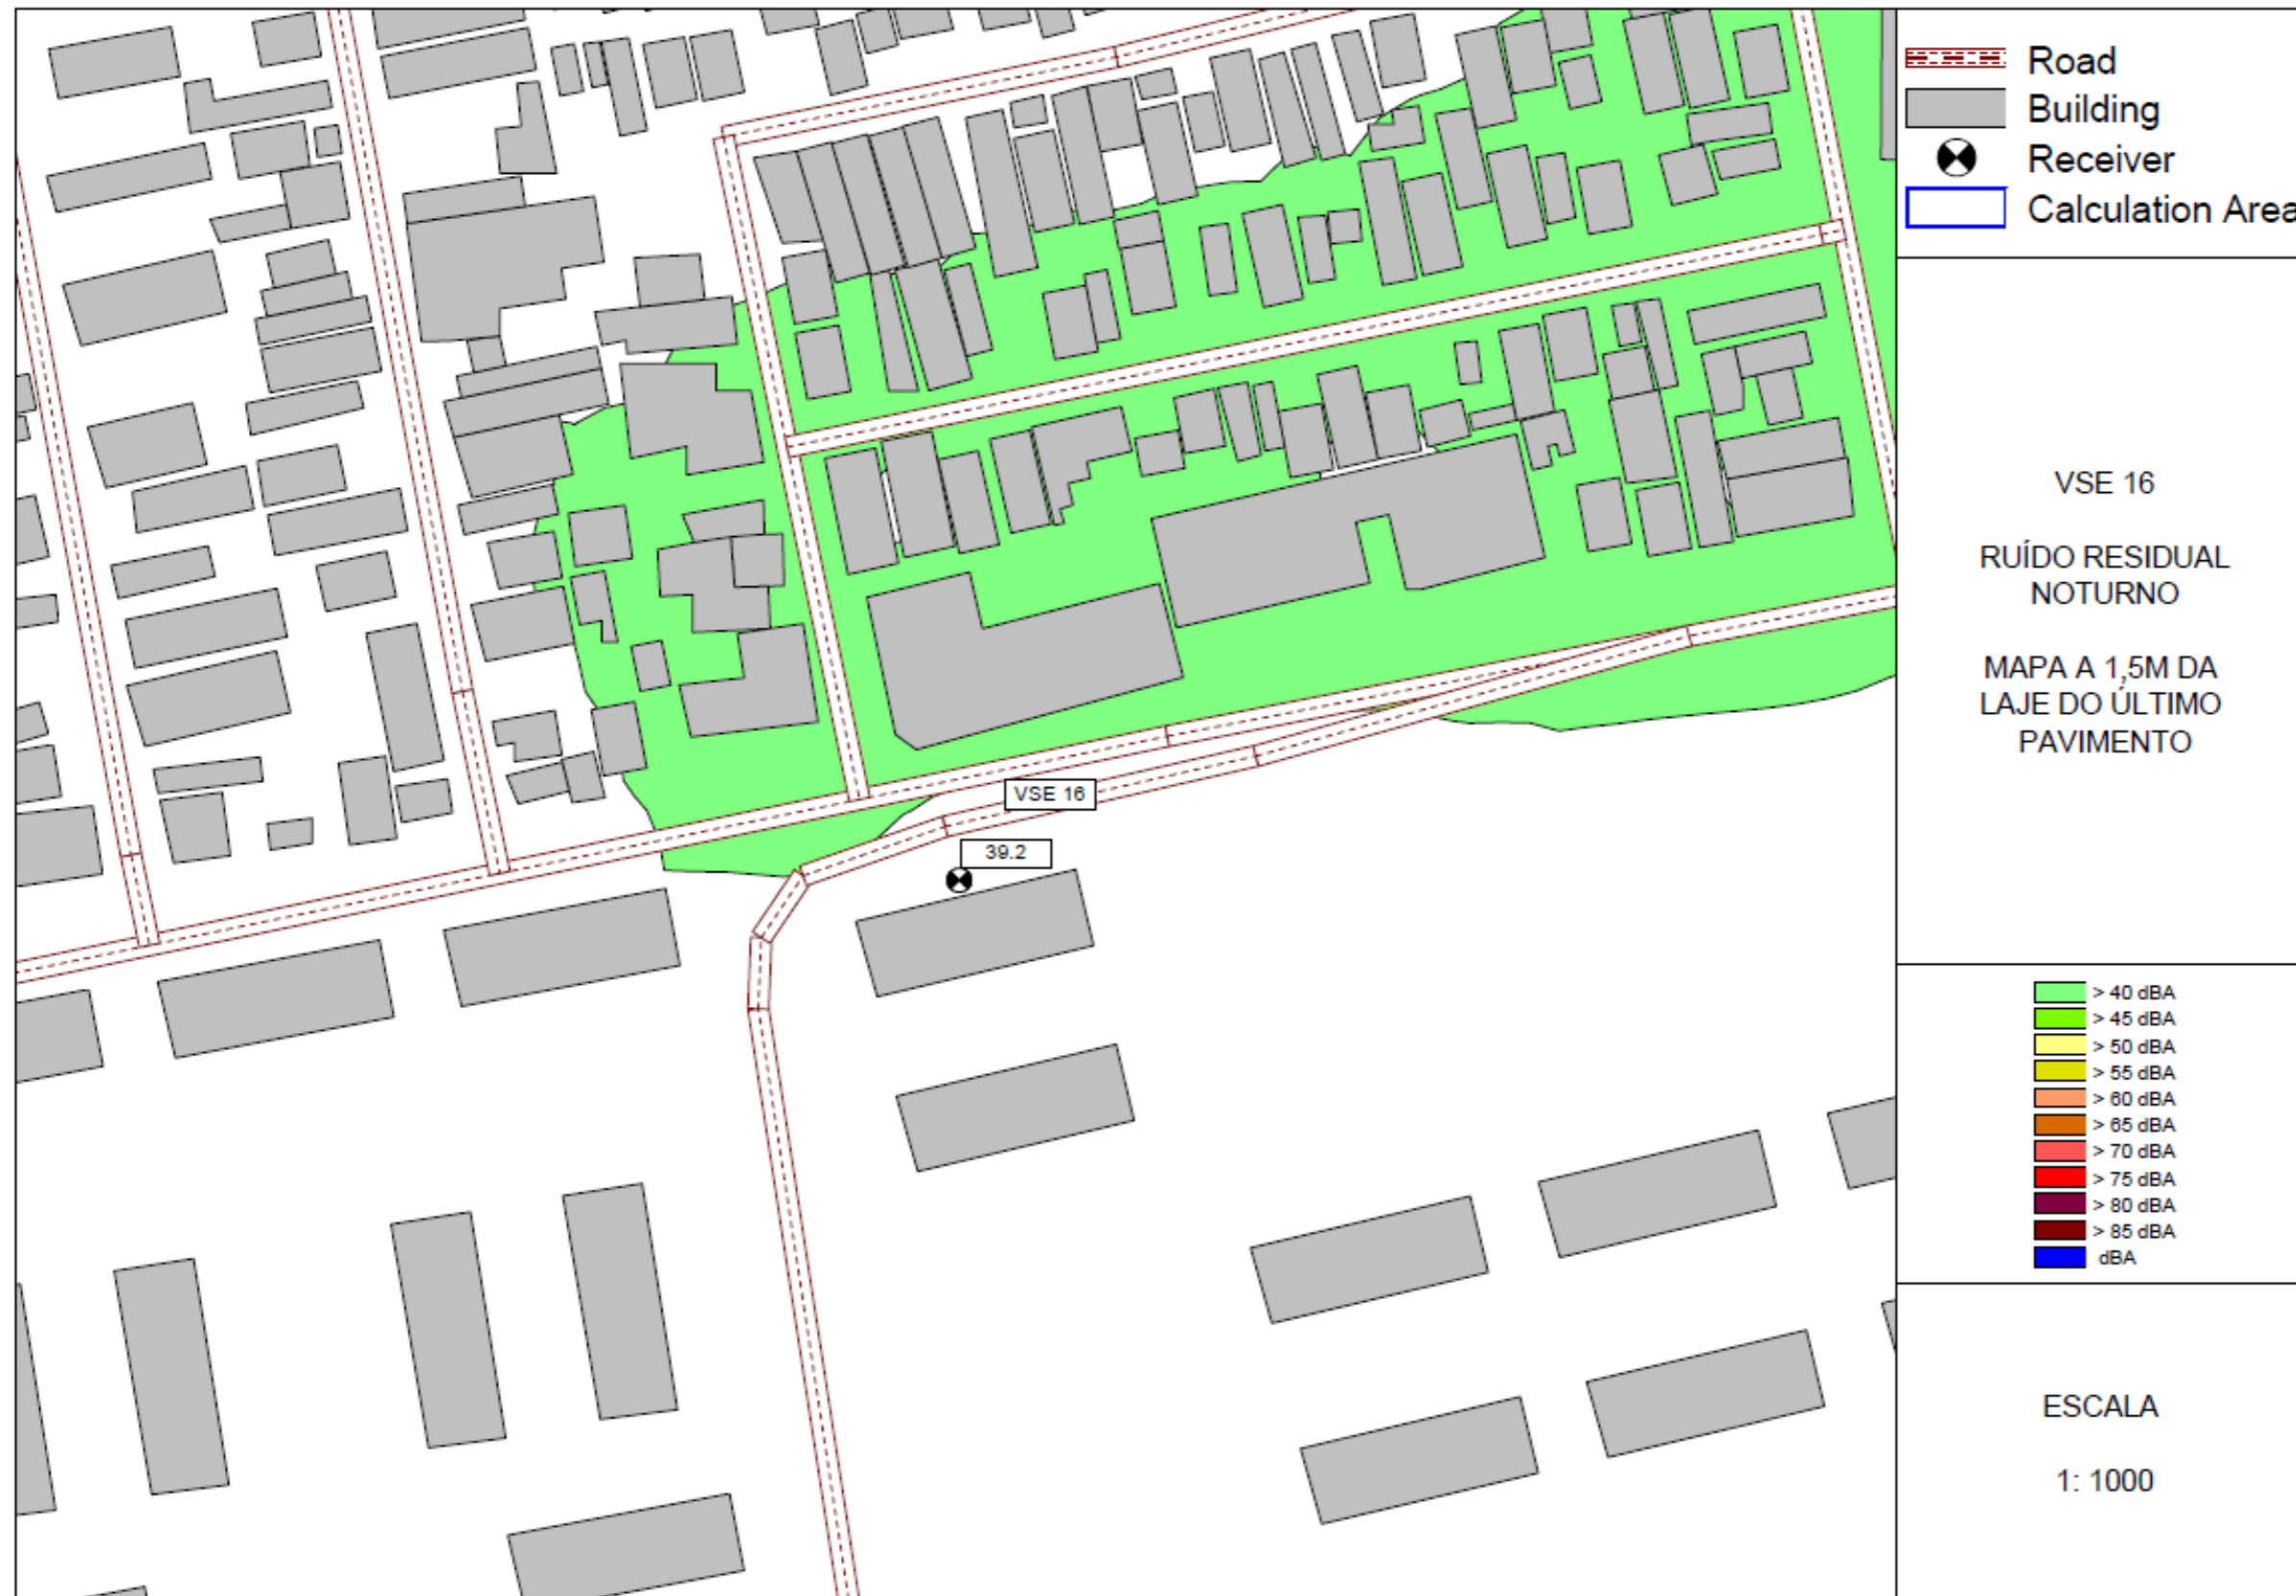 Road
Building
Receiver
Calculation Area
VSE 16
RUÍDO RESIDUAL
NOTURNO
MAPA A 1,5M DA
LAJE DO ÚLTIMO
PAVIMENTO
VSE 16
39.2
> 40 dBA
> 45 dBA
> 50 dBA
> 55 dBA
> 60 dBA
> 65 dBA
> 70 dBA
> 75 dBA
> 80 dBA
> 85 dBA
dBA
ESCALA
1: 1000